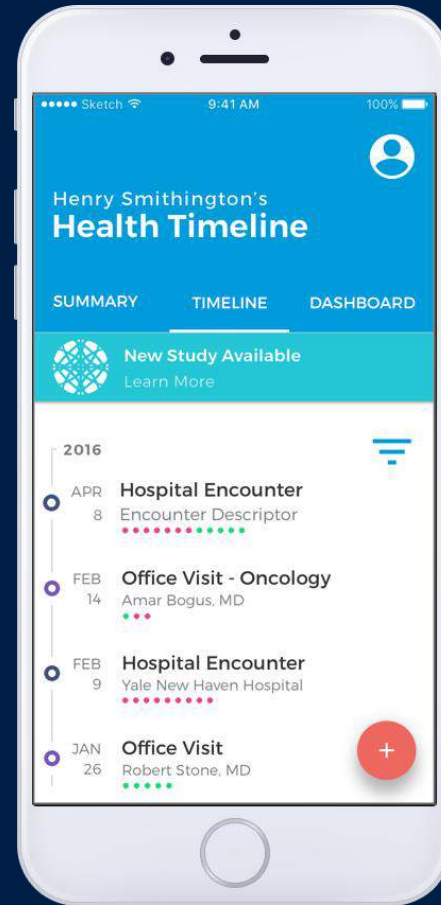 Sketch 9:41 AM 100%
Henry Smithington's
Health Timeline
SUMMARY TIMELINE DASHBOARD
New Study Available
Learn More
2016
APR Hospital Encounter
8 Encounter Descriptor
FEB Office Visit - Oncology
14 Amar Bogus, MD
FEB Hospital Encounter
9 Yale New Haven Hospital
JAN Office Visit
26 Robert Stone, MD
+